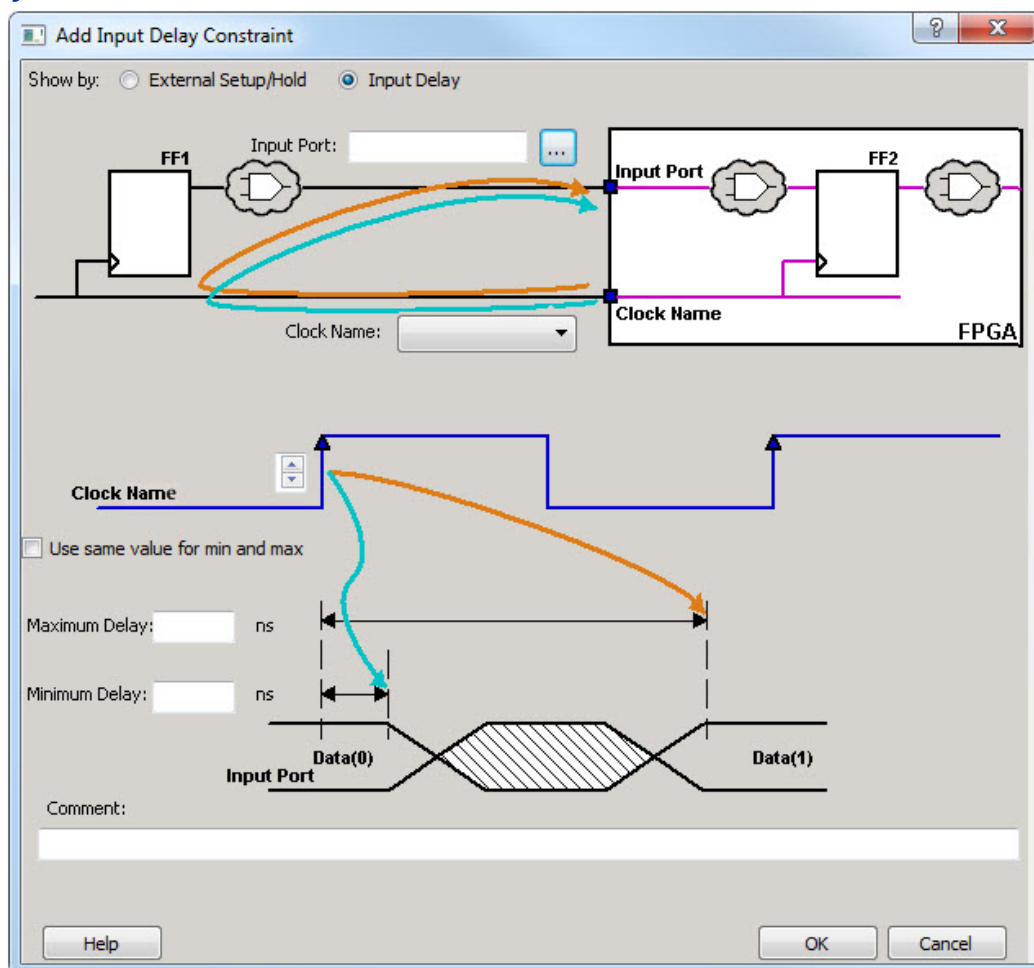 Add Input Delay Constraint
Show by: External Setup/Hold Input Delay
Input Port: ...
FF1
Input Port
FF2
Clock Name
Clock Name:
FPGA
Clock Name
Use same value for min and max
Maximum Delay: ns
Minimum Delay: ns
Data(0)
Data(1)
Input Port
Comment:
Help OK Cancel